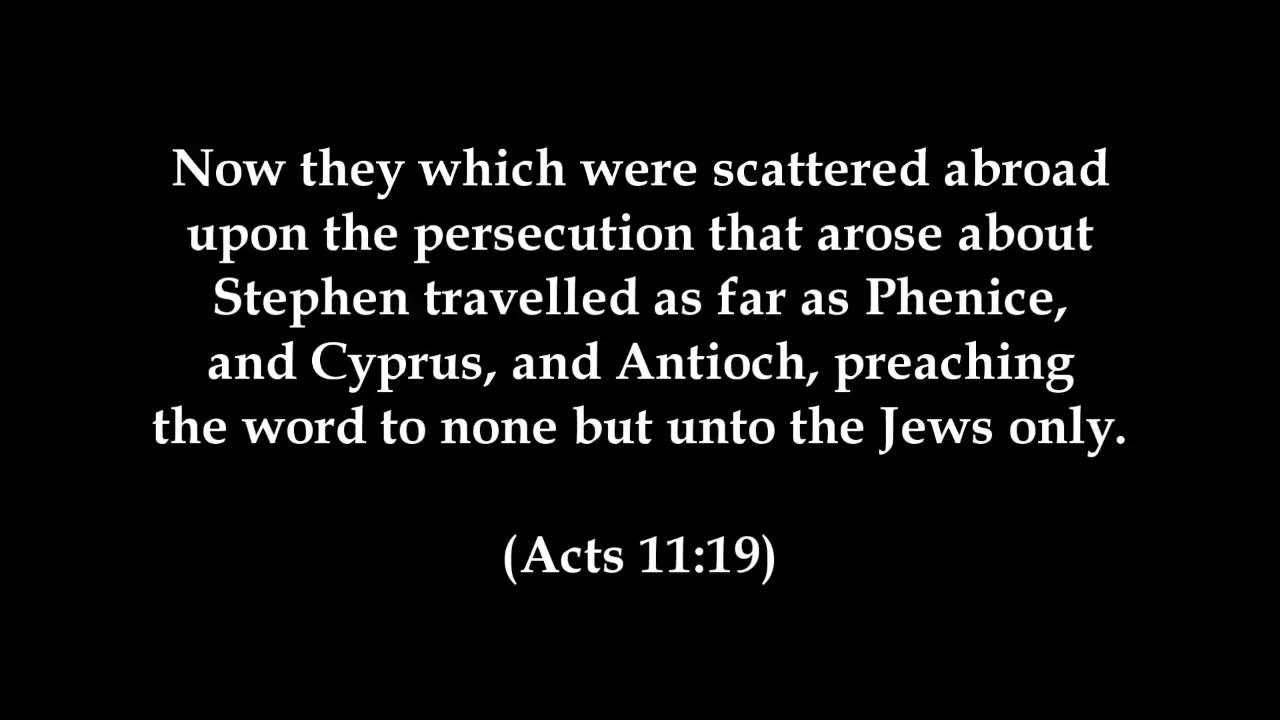 Now they which were scattered abroad
upon the persecution that arose about
Stephen travelled as far as Phenice,
and Cyprus, and Antioch, preaching
the word to none but unto the Jews only.
(Acts 11:19)